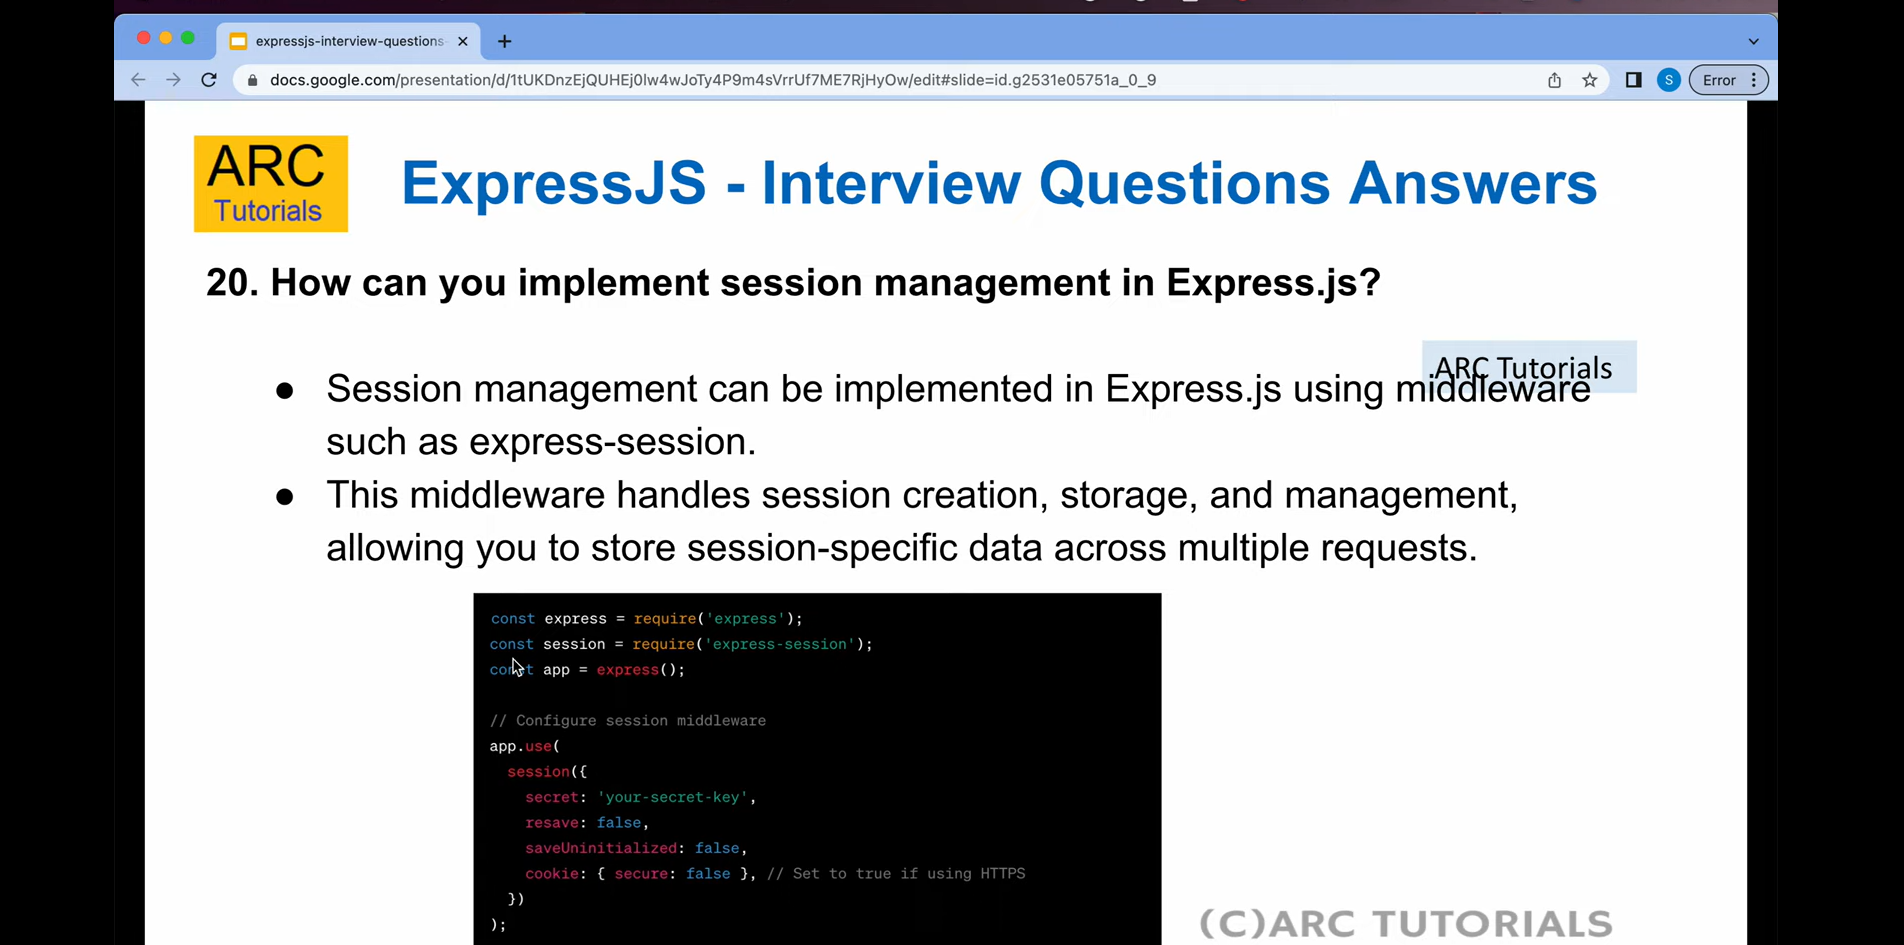 expressjs-interview-questions-
docs.google.com/presentation/d/1tUKDnzEjQUHEj0lw4wJoTy4P9m4sVrrUf7ME7RjHyOw/edit#slide=id.g2531e05751a_0_9
S
Error
ARC
Tutorials
ExpressJS - Interview Questions Answers
20. How can you implement session management in Express.js?
ARC Tutorials
● Session management can be implemented in Express.js using middleware
such as express-session.
● This middleware handles session creation, storage, and management,
allowing you to store session-specific data across multiple requests.
const express = require('express');
const session = require('express-session');
const app = express();
// Configure session middleware
app.use(
session({
secret: 'your-secret-key',
resave: false,
saveUninitialized: false,
cookie: { secure: false }, // Set to true if using HTTPS
})
);
(C)ARC TUTORIALS